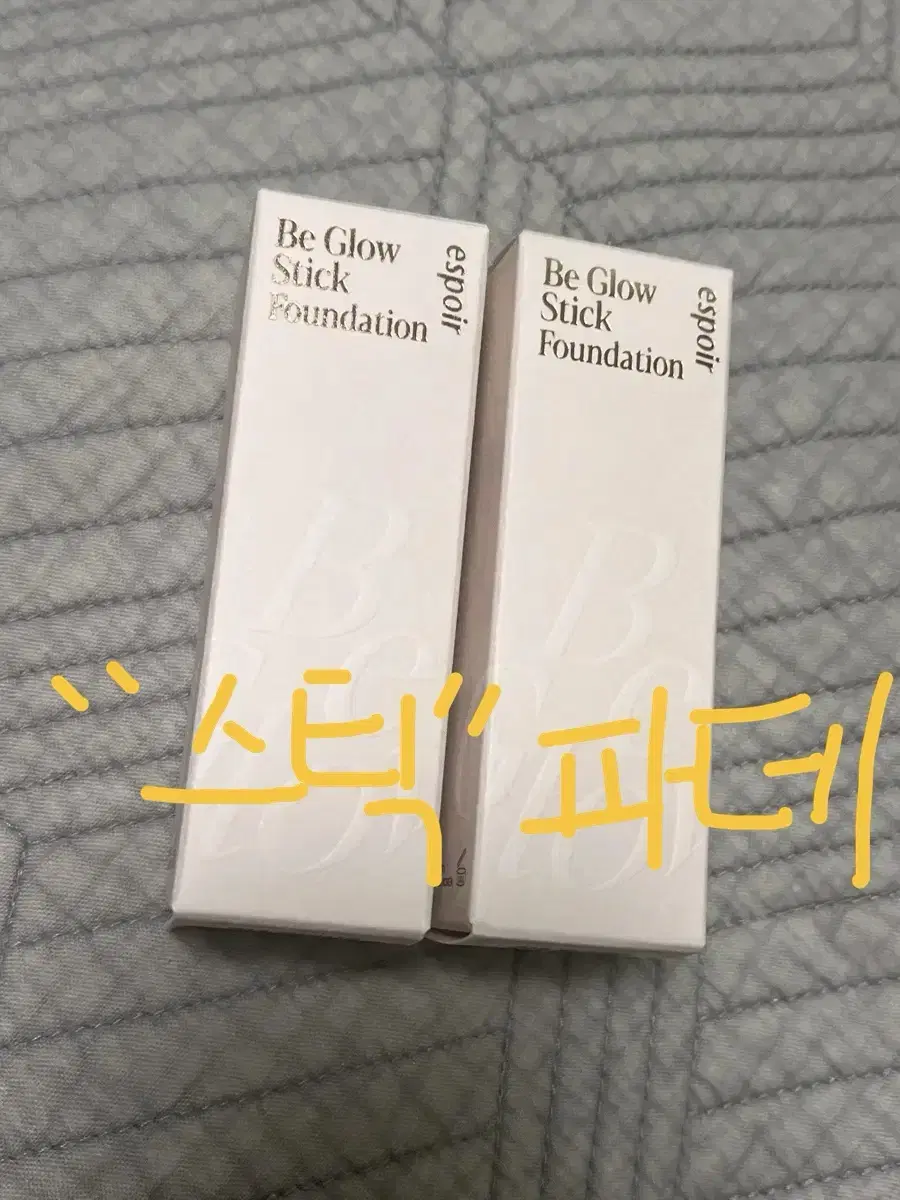 Be Glow
Stick
Foundation
espoir
Be Glow
Stick
Foundation
espoir
"스틱" 파데